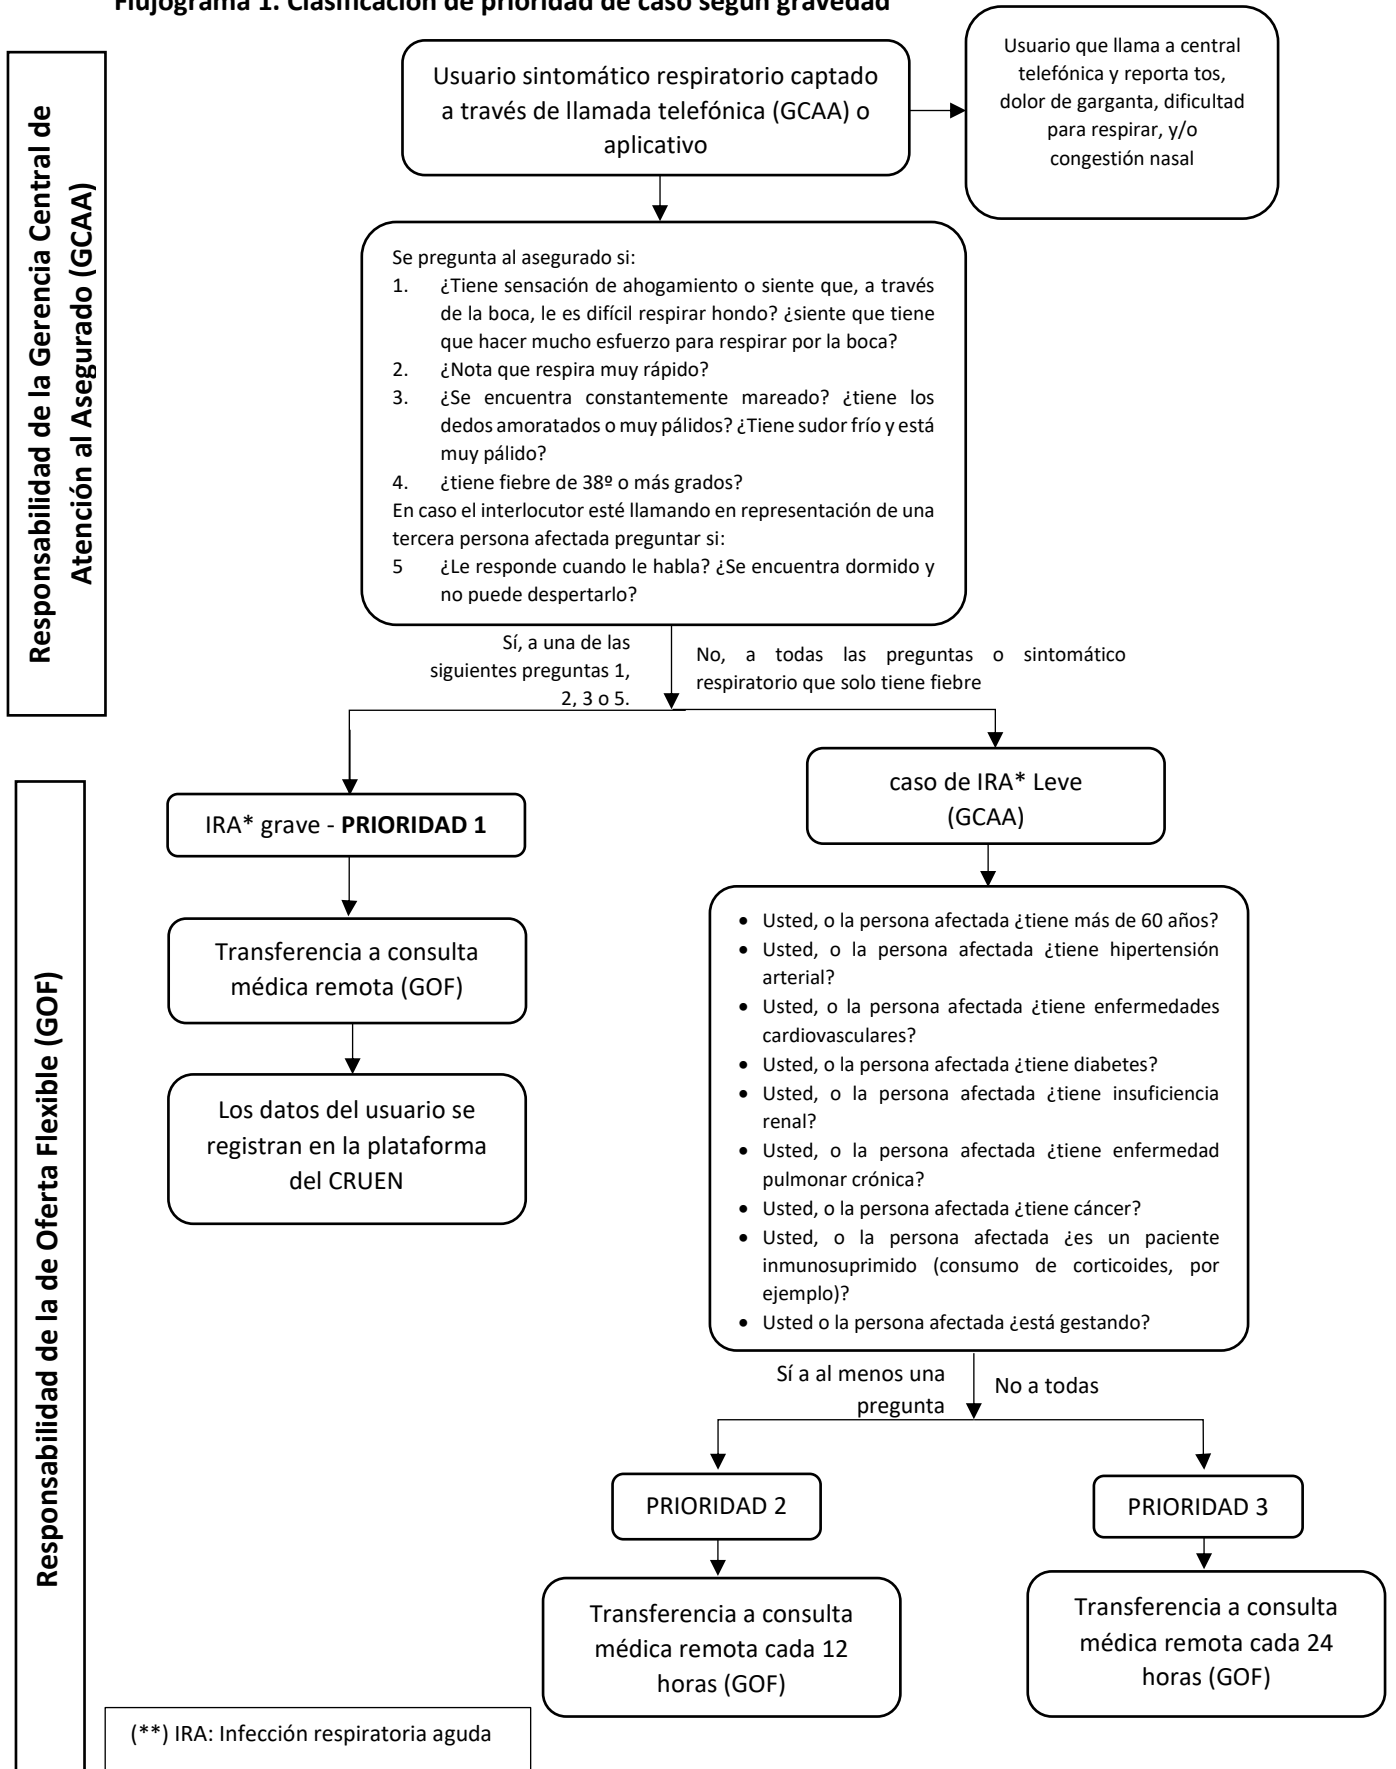 Flujograma 1. Clasificación de prioridad de caso según gravedad
Responsabilidad de la Gerencia Central de
Atención al Asegurado (GCAA)
Usuario sintomático respiratorio captado
a través de llamada telefónica (GCAA) o
aplicativo
Usuario que llama a central
telefónica y reporta tos,
dolor de garganta, dificultad
para respirar, y/o
congestión nasal
Se pregunta al asegurado si:
1. ¿Tiene sensación de ahogamiento o siente que, a través
de la boca, le es difícil respirar hondo? ¿siente que tiene
que hacer mucho esfuerzo para respirar por la boca?
2. ¿Nota que respira muy rápido?
3. ¿Se encuentra constantemente mareado? ¿tiene los
dedos amoratados o muy pálidos? ¿Tiene sudor frío y está
muy pálido?
4. ¿tiene fiebre de 38º o más grados?
En caso el interlocutor esté llamando en representación de una
tercera persona afectada preguntar si:
5 ¿Le responde cuando le habla? ¿Se encuentra dormido y
no puede despertarlo?
Sí, a una de las
siguientes preguntas 1,
2, 3 o 5.
No, a todas las preguntas o sintomático
respiratorio que solo tiene fiebre
Responsabilidad de la de Oferta Flexible (GOF)
IRA* grave - PRIORIDAD 1
Transferencia a consulta
médica remota (GOF)
Los datos del usuario se
registran en la plataforma
del CRUEN
caso de IRA* Leve
(GCAA)
• Usted, o la persona afectada ¿tiene más de 60 años?
• Usted, o la persona afectada ¿tiene hipertensión
arterial?
• Usted, o la persona afectada ¿tiene enfermedades
cardiovasculares?
• Usted, o la persona afectada ¿tiene diabetes?
• Usted, o la persona afectada ¿tiene insuficiencia
renal?
• Usted, o la persona afectada ¿tiene enfermedad
pulmonar crónica?
• Usted, o la persona afectada ¿tiene cáncer?
• Usted, o la persona afectada ¿es un paciente
inmunosuprimido (consumo de corticoides, por
ejemplo)?
• Usted o la persona afectada ¿está gestando?
Sí a al menos una
pregunta
No a todas
PRIORIDAD 2
PRIORIDAD 3
Transferencia a consulta
médica remota cada 12
horas (GOF)
Transferencia a consulta
médica remota cada 24
horas (GOF)
(**) IRA: Infección respiratoria aguda